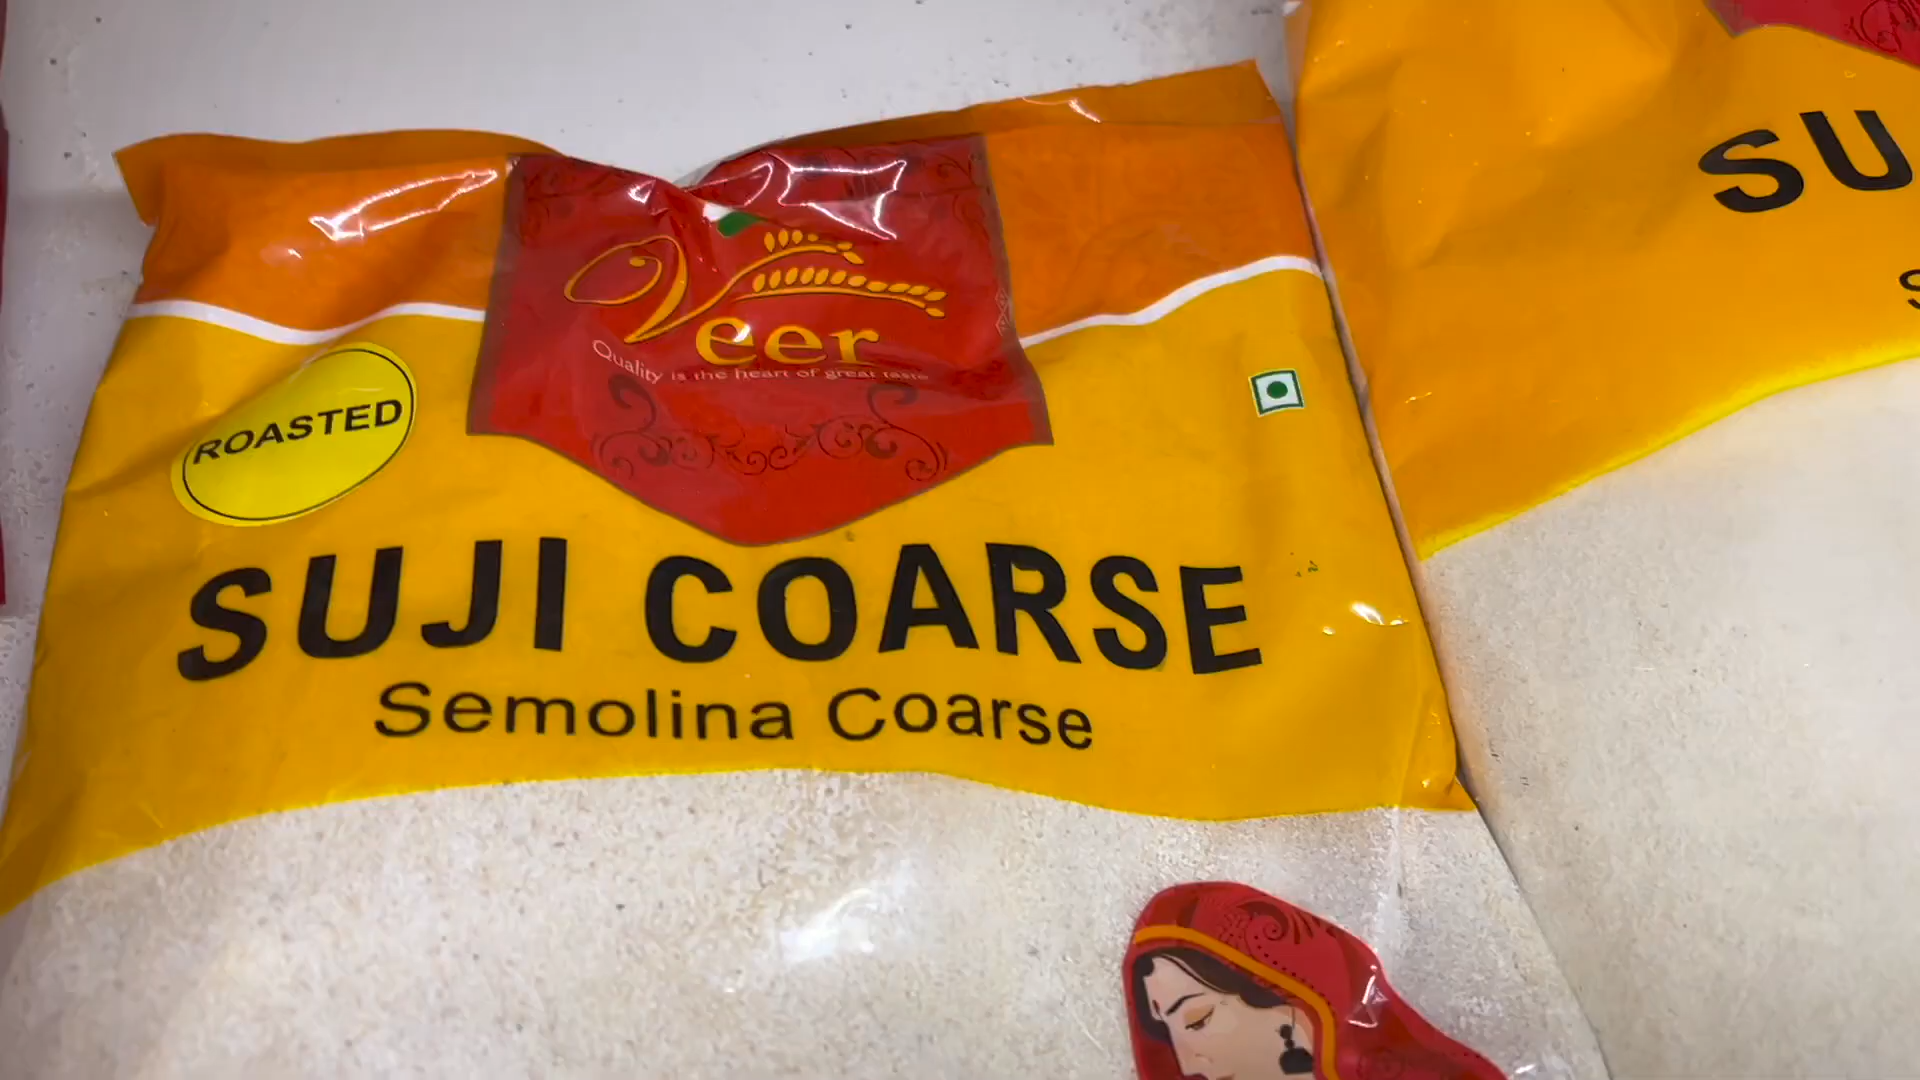 Veer
Quality is the heart of great taste
ROASTED
SUJI COARSE
Semolina Coarse
SU
S